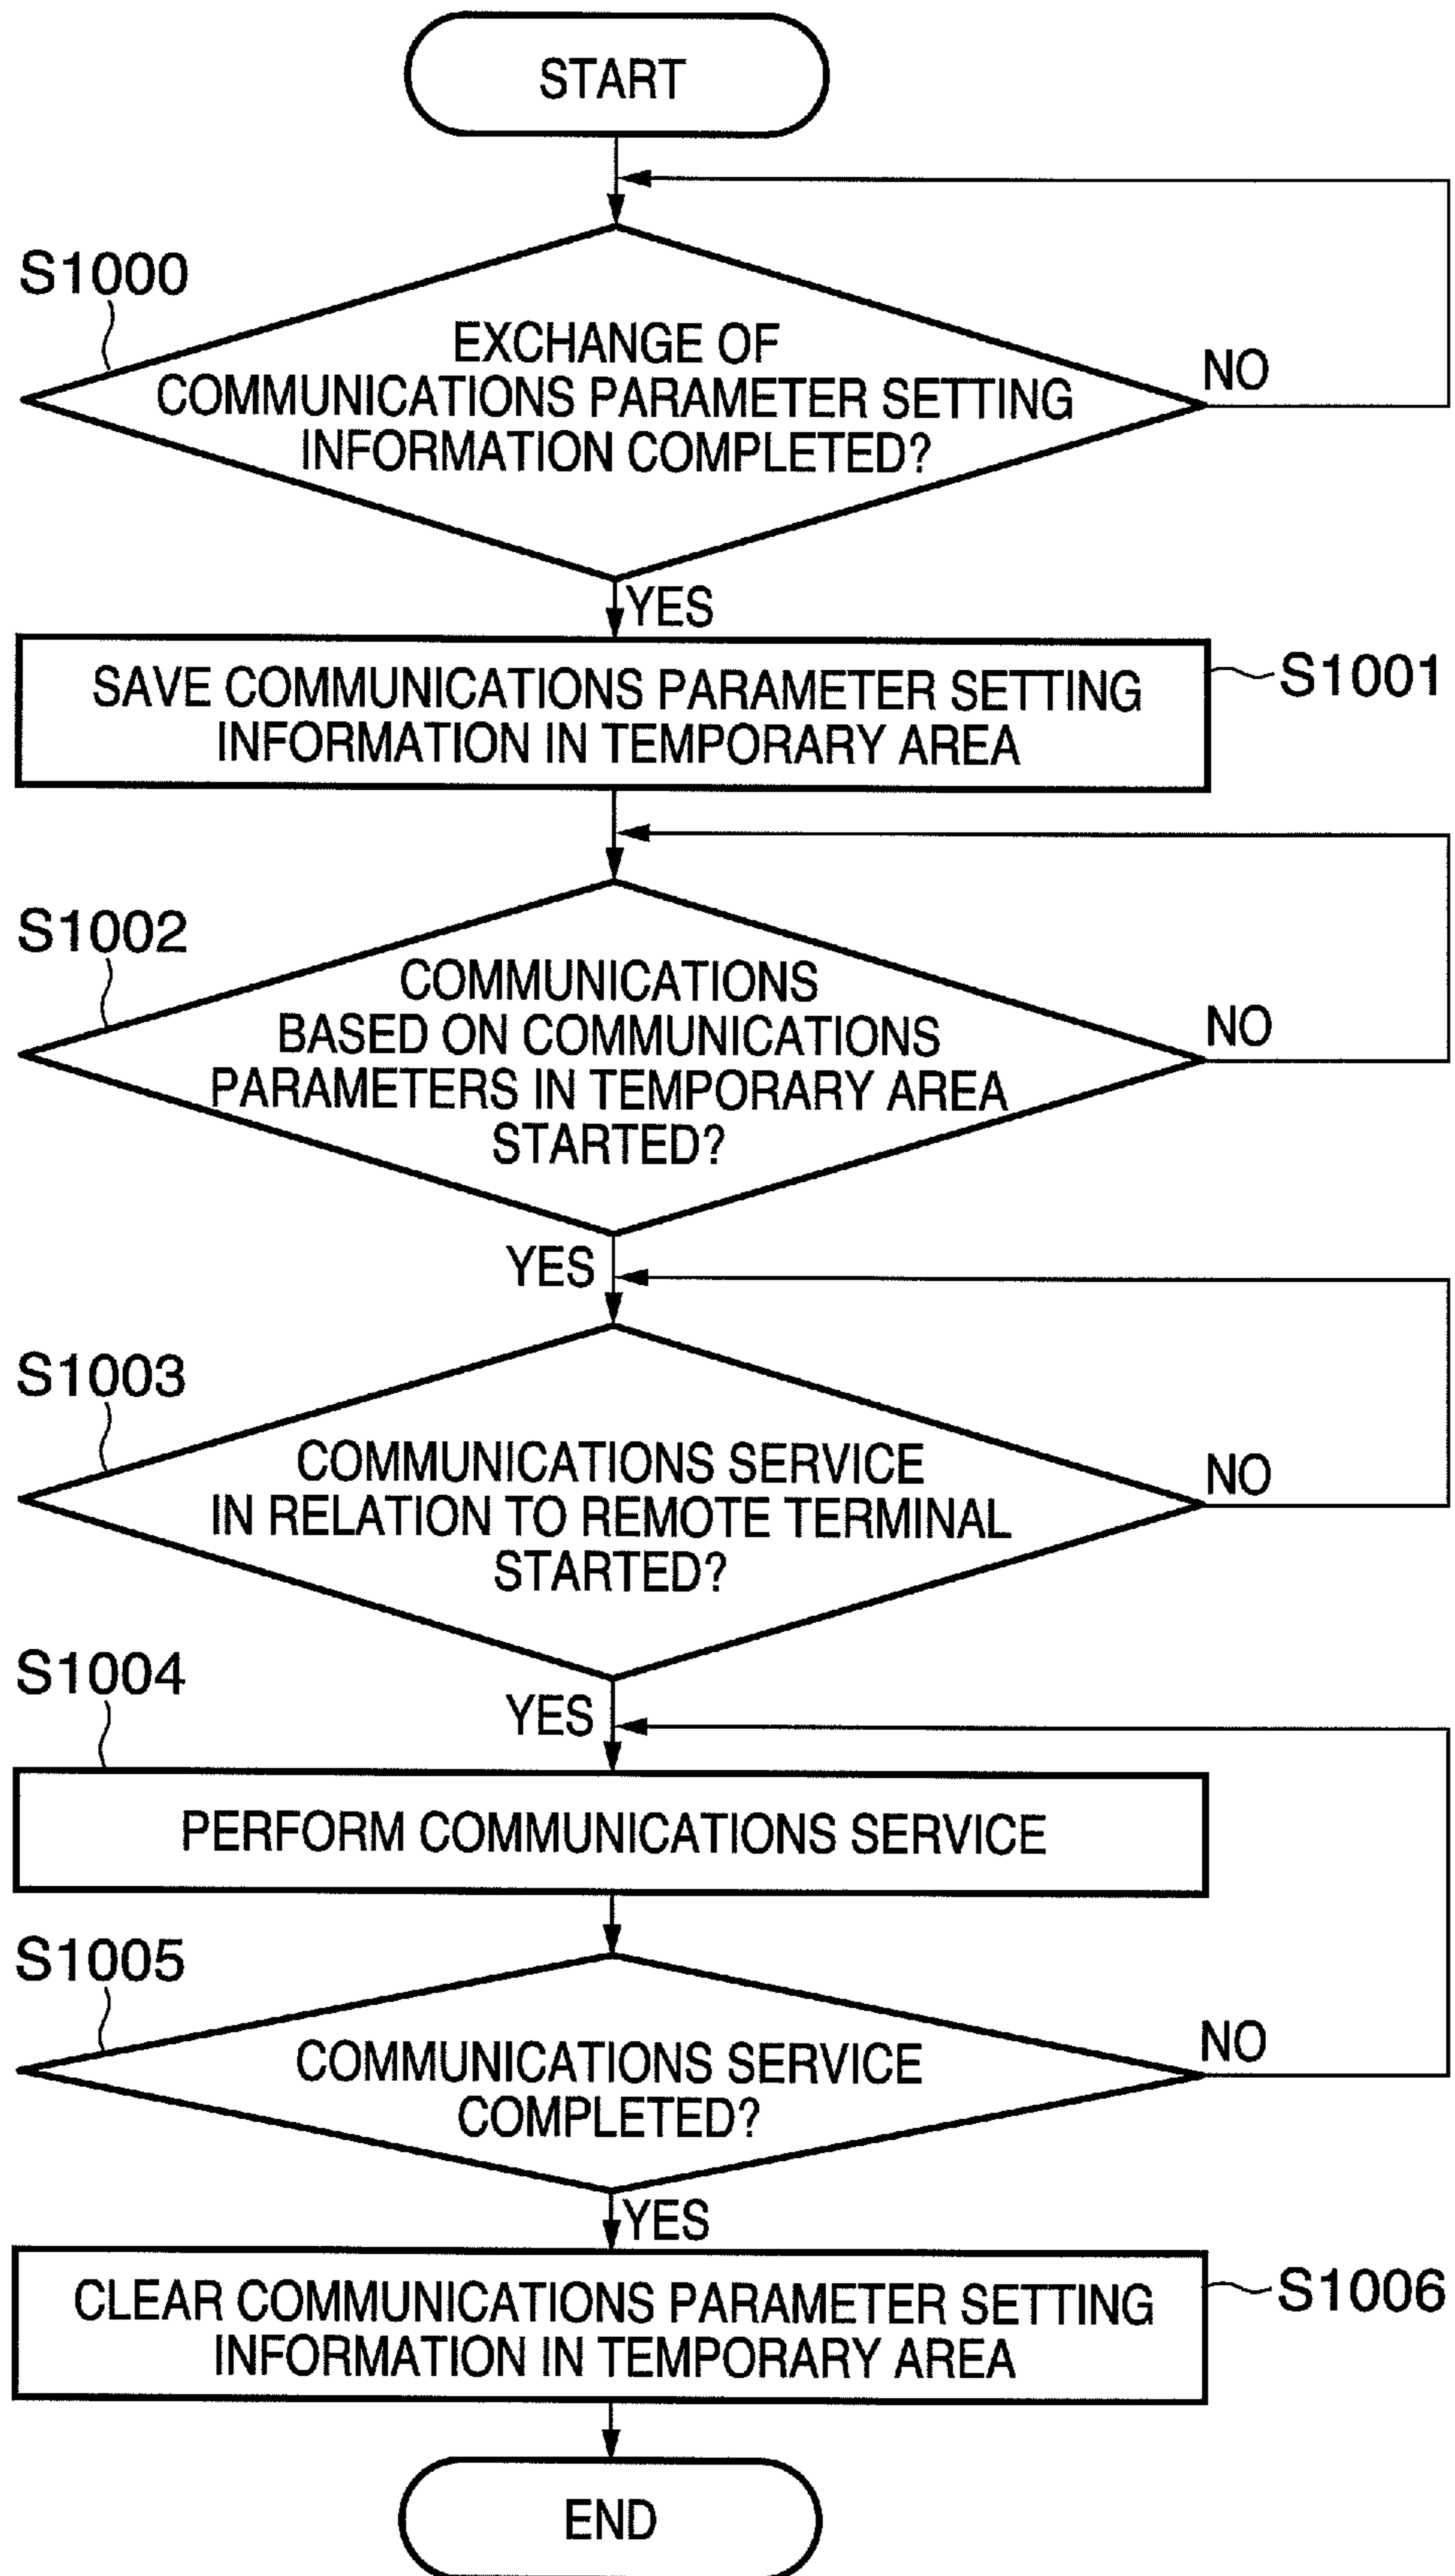 START
S1000
EXCHANGE OF
COMMUNICATIONS PARAMETER SETTING
INFORMATION COMPLETED?
NO
YES
SAVE COMMUNICATIONS PARAMETER SETTING
INFORMATION IN TEMPORARY AREA
S1001
S1002
COMMUNICATIONS
BASED ON COMMUNICATIONS
PARAMETERS IN TEMPORARY AREA
STARTED?
NO
YES
S1003
COMMUNICATIONS SERVICE
IN RELATION TO REMOTE TERMINAL
STARTED?
NO
YES
S1004
PERFORM COMMUNICATIONS SERVICE
S1005
COMMUNICATIONS SERVICE
COMPLETED?
NO
YES
CLEAR COMMUNICATIONS PARAMETER SETTING
INFORMATION IN TEMPORARY AREA
S1006
END